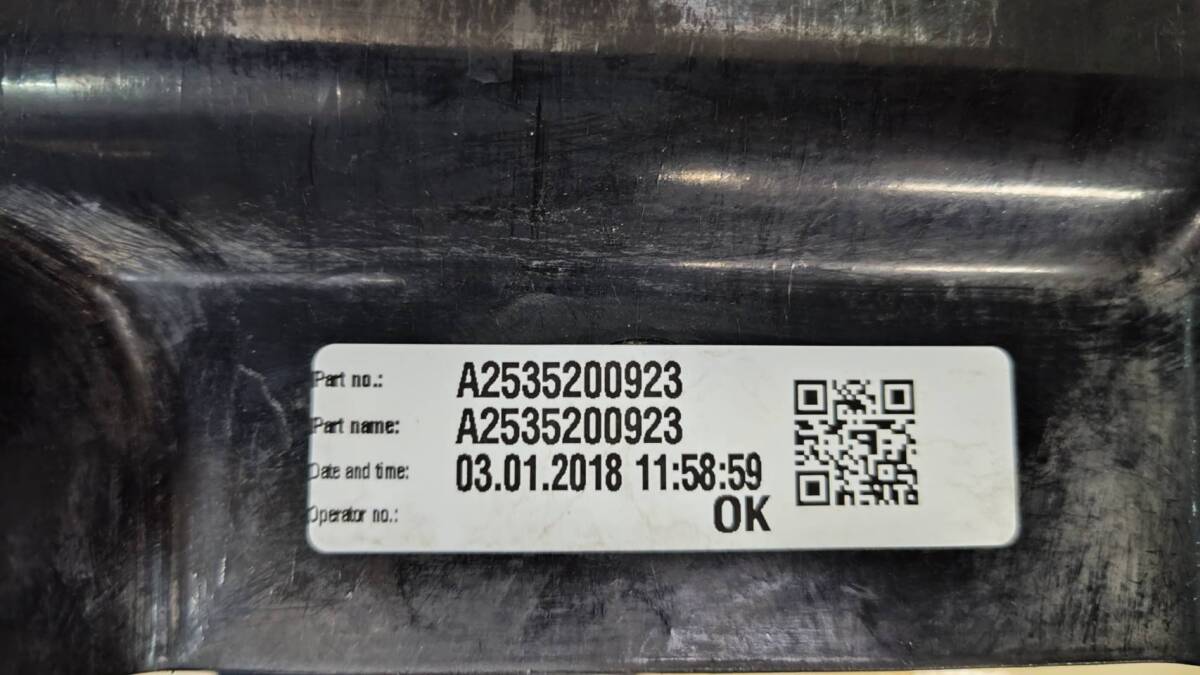 Part no.: A2535200923
Part name: A2535200923
Date and time: 03.01.2018 11:58:59
Operator no.: OK